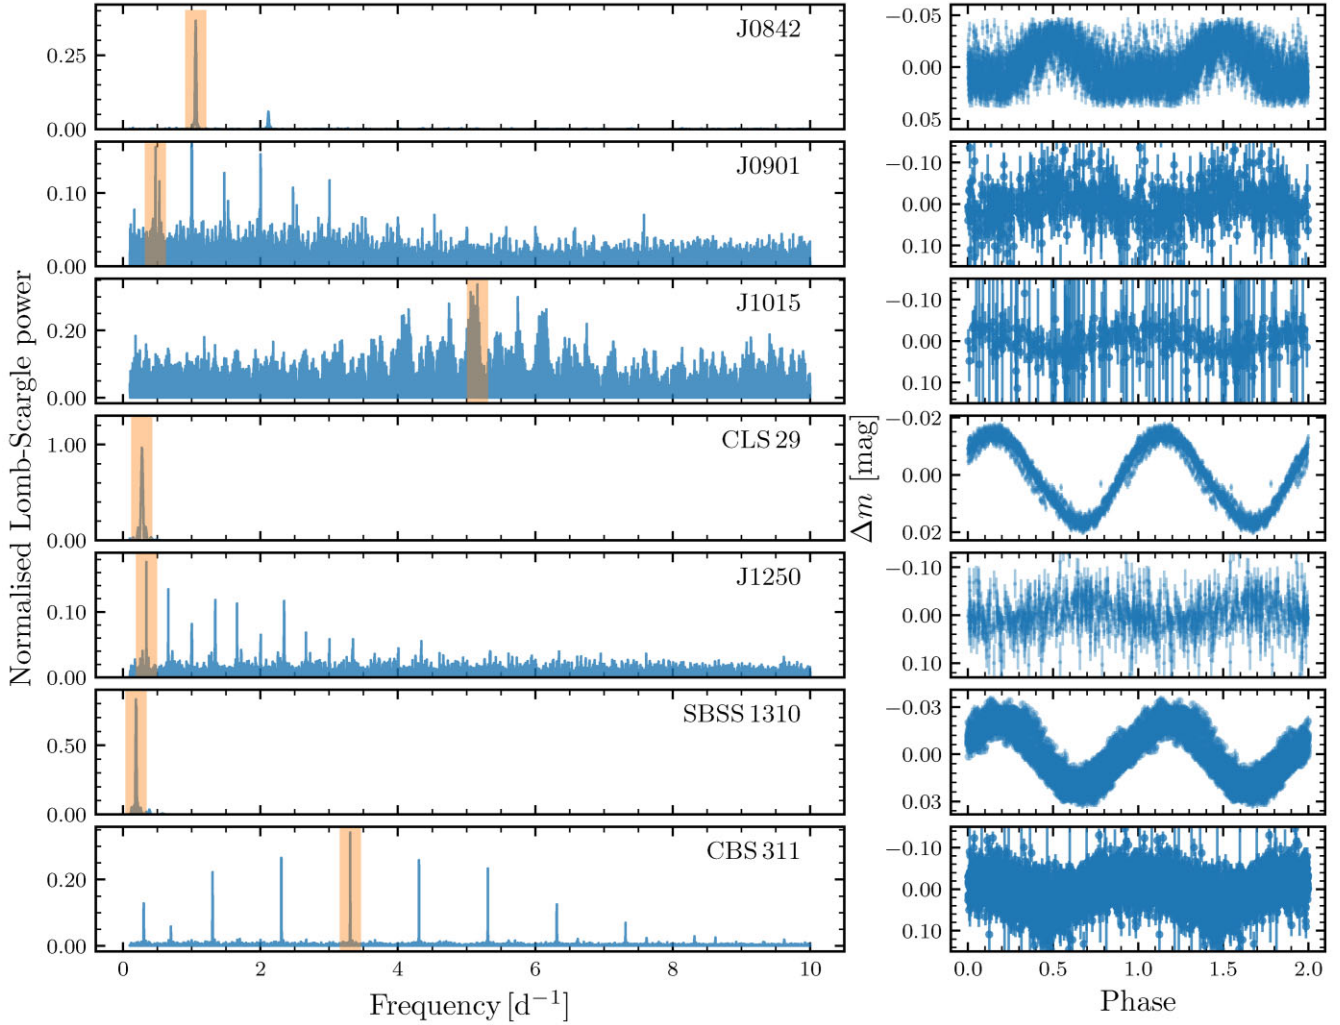 Normalised Lomb-Scargle power
0.25
0.00
J0842
0.10
0.00
J0901
0.20
0.00
J1015
1.00
0.00
CLS 29
0.10
0.00
J1250
0.50
0.00
SBSS 1310
0.20
0.00
CBS 311
0 2 4 6 8 10
Frequency [d⁻¹]
Δm [mag]
−0.05
0.00
0.05
−0.10
0.00
0.10
−0.10
0.00
0.10
−0.02
0.00
0.02
−0.10
0.00
0.10
−0.03
0.00
0.03
−0.10
0.00
0.10
0.0 0.5 1.0 1.5 2.0
Phase